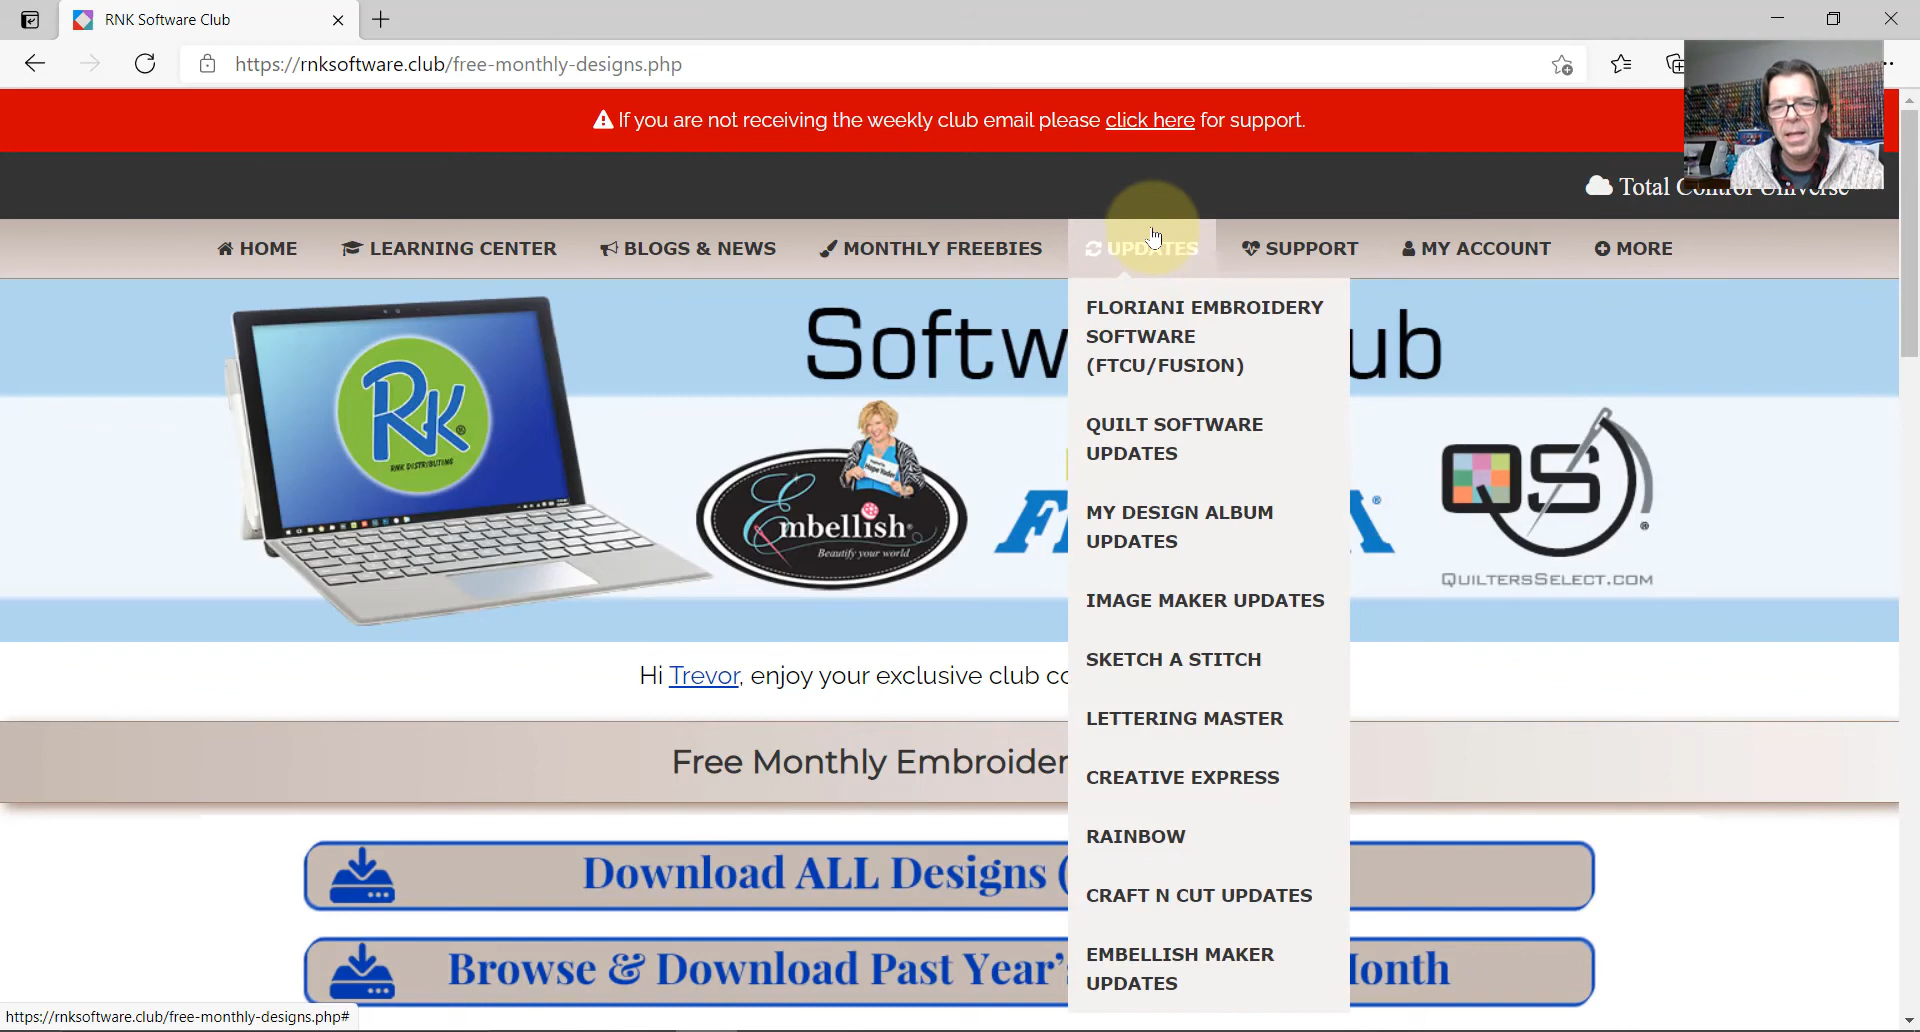 RNK Software Club
https://rnksoftware.club/free-monthly-designs.php
If you are not receiving the weekly club email please click here for support.
Total Control Universe
HOME LEARNING CENTER BLOGS & NEWS MONTHLY FREEBIES UPDATES SUPPORT MY ACCOUNT MORE
FLORIANI EMBROIDERY
SOFTWARE
(FTCU/FUSION)
QUILT SOFTWARE
UPDATES
MY DESIGN ALBUM
UPDATES
IMAGE MAKER UPDATES
SKETCH A STITCH
LETTERING MASTER
CREATIVE EXPRESS
RAINBOW
CRAFT N CUT UPDATES
EMBELLISH MAKER
UPDATES
Softw ub
RK®
RNK DISTRIBUTING
Hope Yoder
Embellish®
Beautify your world
F A®
QS®
QUILTERSSELECT.COM
Hi Trevor, enjoy your exclusive club co
Free Monthly Embroider
Download ALL Designs (
Browse & Download Past Year' onth
https://rnksoftware.club/free-monthly-designs.php#